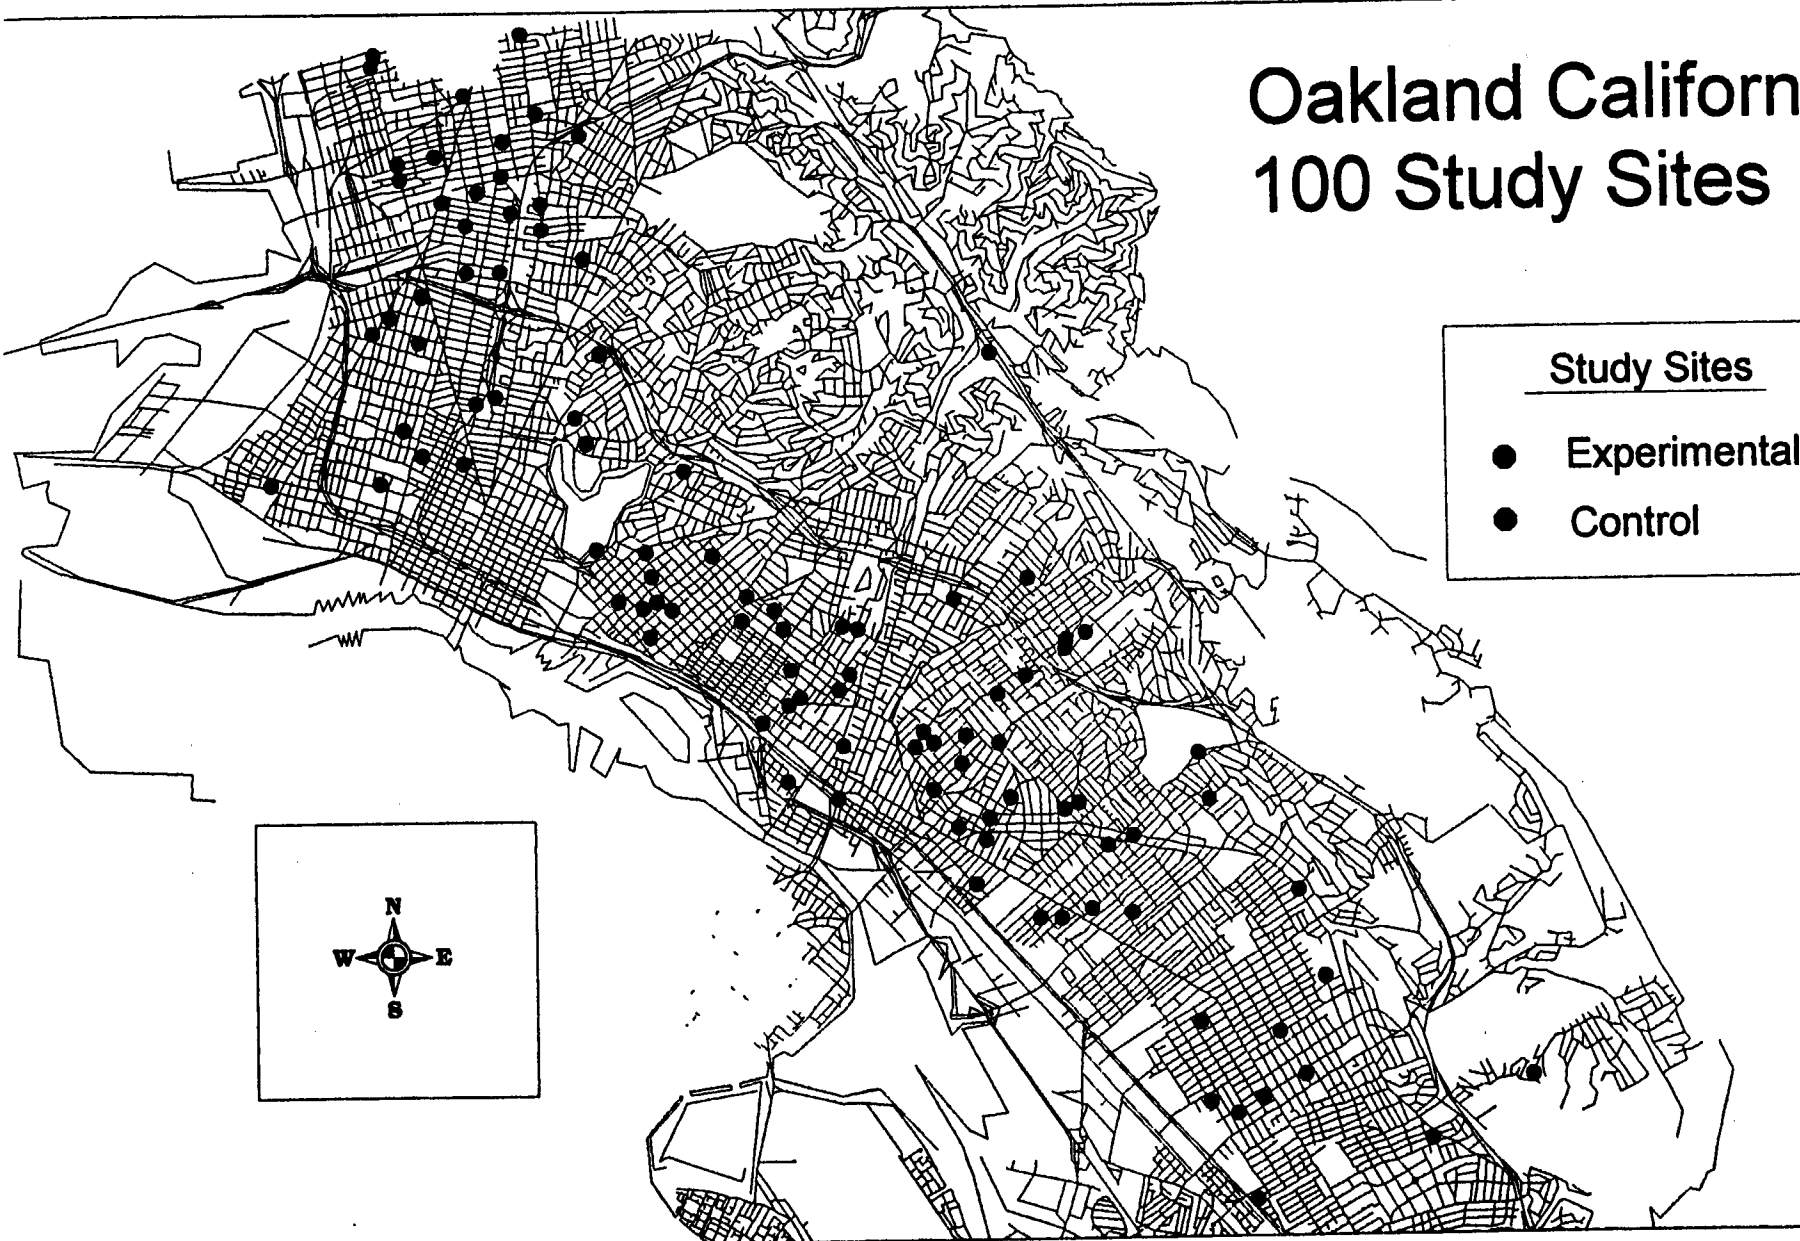 Oakland Californ
100 Study Sites
Study Sites
Experimental
Control
N
W E
S